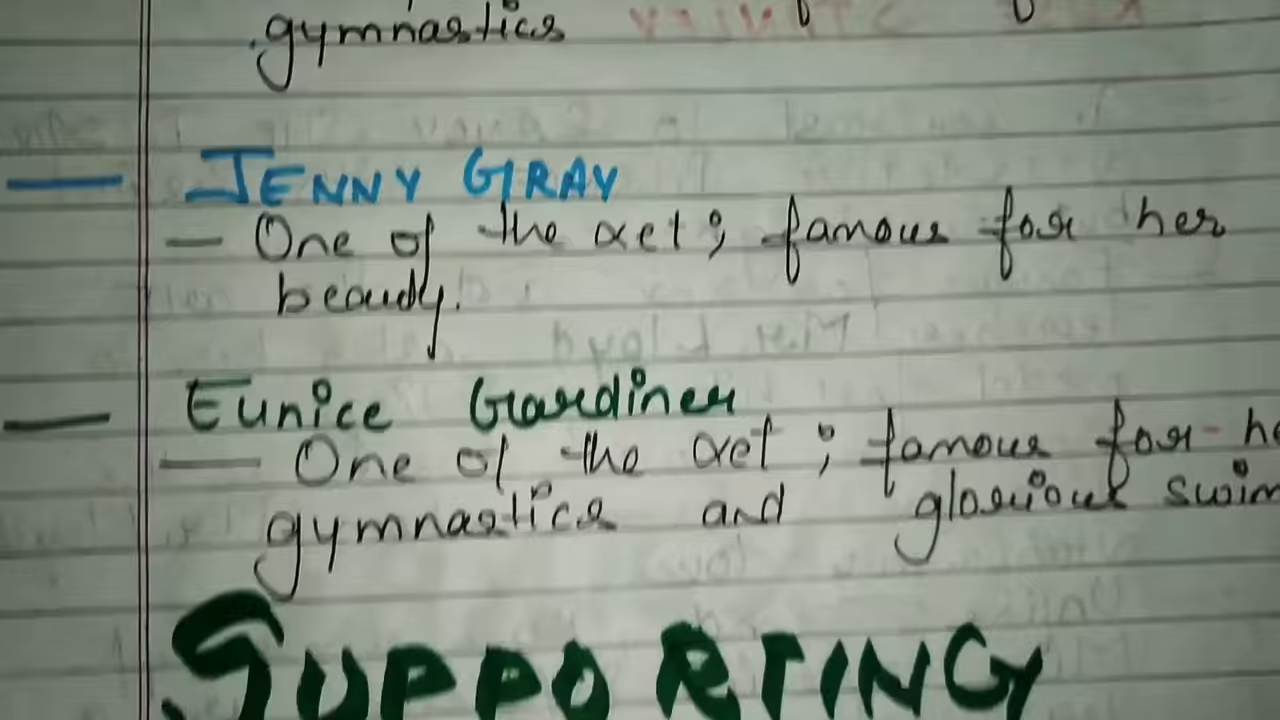 gymnastics
— JENNY GRAY
— One of the set; famous for her
beauty.
— Eunice Gardiner
— One of the set; famous for he
gymnastics and glorious swim
SUPPORTING